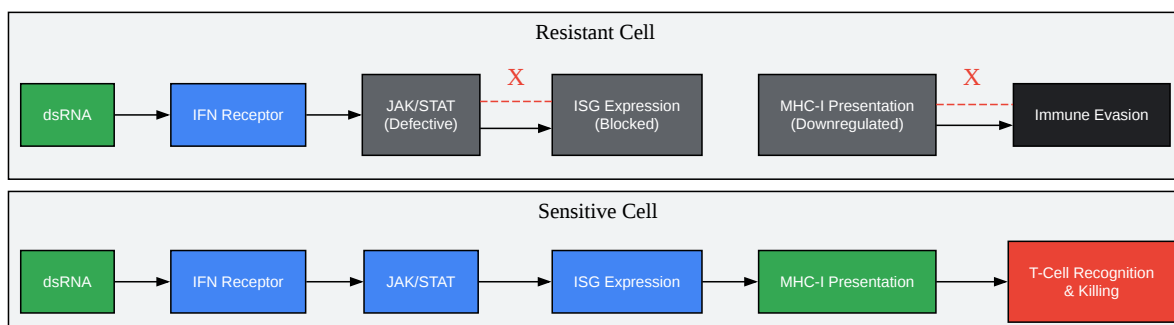 Resistant Cell
X
X
dsRNA
IFN Receptor
JAK/STAT
(Defective)
ISG Expression
(Blocked)
MHC-I Presentation
(Downregulated)
Immune Evasion
Sensitive Cell
dsRNA
IFN Receptor
JAK/STAT
ISG Expression
MHC-I Presentation
T-Cell Recognition
& Killing